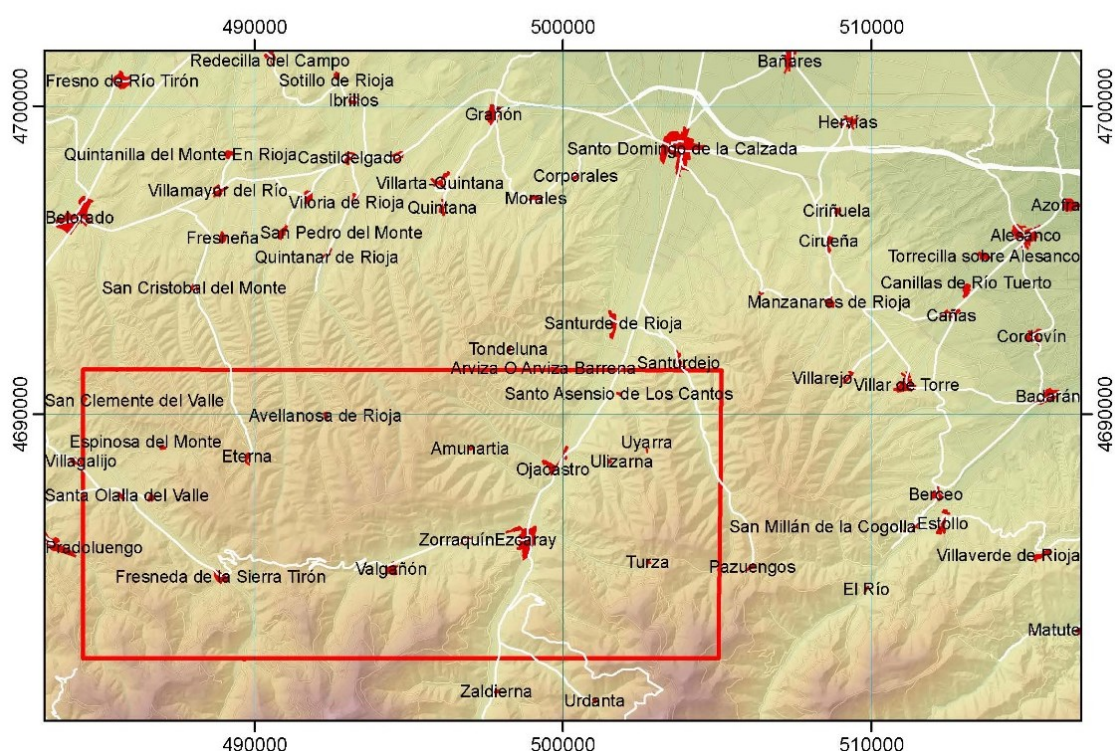 490000
500000
510000
Redecilla del Campo
Bañares
Fresno de Río Tirón
Sotillo de Rioja
Ibrillos
4700000
4700000
Grañón
Hervías
Santo Domingo de la Calzada
Quintanilla del Monte En Rioja
Castildelgado
Villamayor del Río
Villarta-Quintana
Corporales
Viloria de Rioja
Morales
Quintana
Azofra
Belorado
Ciriñuela
Fresneña
San Pedro del Monte
Cirueña
Alesanco
Quintanar de Rioja
Torrecilla sobre Alesanco
San Cristobal del Monte
Canillas de Río Tuerto
Manzanares de Rioja
Cañas
Santurde de Rioja
Cordovín
Tondeluna
Arviza O Arviza Barrena
Santurdejo
Villarejo
Villar de Torre
San Clemente del Valle
Santo Asensio de Los Cantos
Badarán
4690000
4690000
Avellanosa de Rioja
Espinosa del Monte
Amunartia
Uyarra
Villagalijo
Eterna
Ojacastro
Ulizarna
Santa Olalla del Valle
Berceo
San Millán de la Cogolla
Estollo
Pradoluengo
Zorraquín
Ezcaray
Villaverde de Rioja
Fresneda de la Sierra Tirón
Valgañón
Turza
Pazuengos
El Río
Matute
Zaldierna
Urdanta
490000
500000
510000